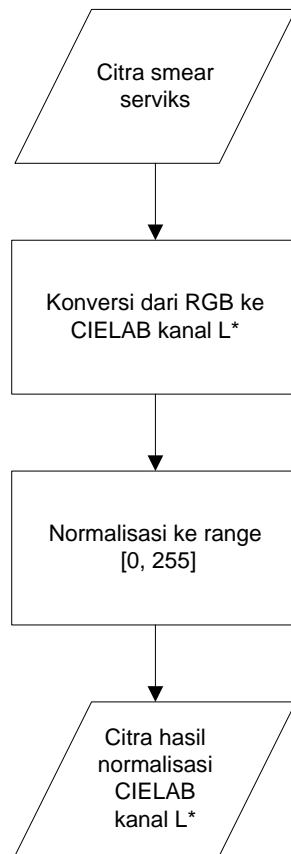 Citra smear
serviks
Konversi dari RGB ke
CIELAB kanal L*
Normalisasi ke range
[0, 255]
Citra hasil
normalisasi
CIELAB
kanal L*